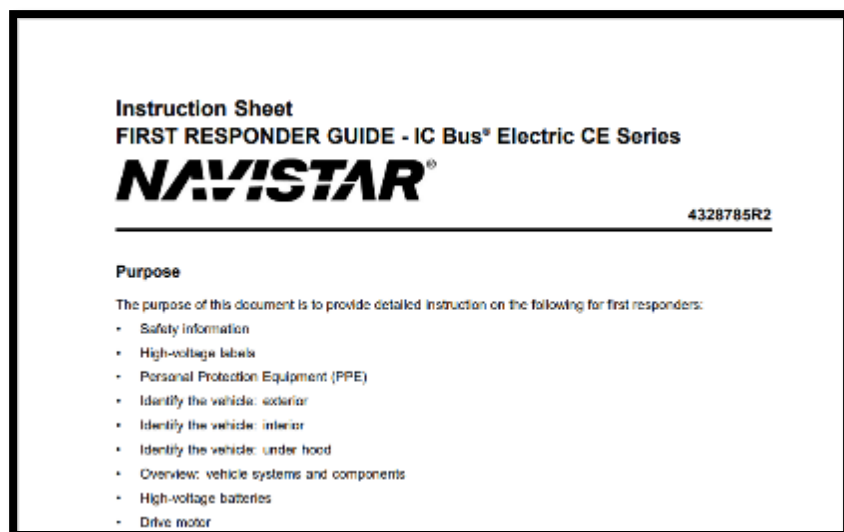 Instruction Sheet
FIRST RESPONDER GUIDE - IC Bus® Electric CE Series
NAVISTAR®
4328785R2
Purpose
The purpose of this document is to provide detailed instruction on the following for first responders:
• Safety information
• High-voltage labels
• Personal Protection Equipment (PPE)
• Identify the vehicle: exterior
• Identify the vehicle: interior
• Identify the vehicle: under hood
• Overview: vehicle systems and components
• High-voltage batteries
• Drive motor